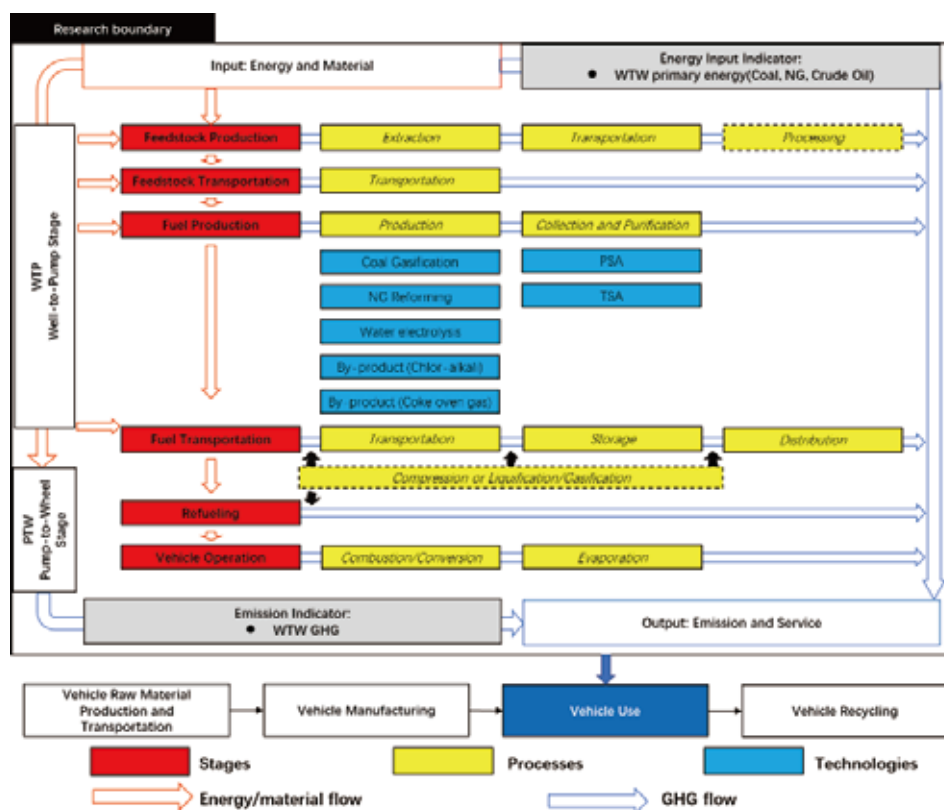 Research boundary
Input: Energy and Material
Energy Input Indicator:
● WTW primary energy(Coal, NG, Crude Oil)
WTP
Well-to-Pump Stage
Feedstock Production
Extraction
Transportation
Processing
Feedstock Transportation
Transportation
Fuel Production
Production
Collection and Purification
Coal Gasification
PSA
NG Reforming
TSA
Water electrolysis
By-product (Chlor-alkali)
By-product (Coke oven gas)
Fuel Transportation
Transportation
Storage
Distribution
Compression or Liquification/Gasification
PTW
Pump-to-Wheel
Stage
Refueling
Vehicle Operation
Combustion/Conversion
Evaporation
Emission Indicator:
● WTW GHG
Output: Emission and Service
Vehicle Raw Material
Production and
Transportation
Vehicle Manufacturing
Vehicle Use
Vehicle Recycling
Stages
Processes
Technologies
Energy/material flow
GHG flow